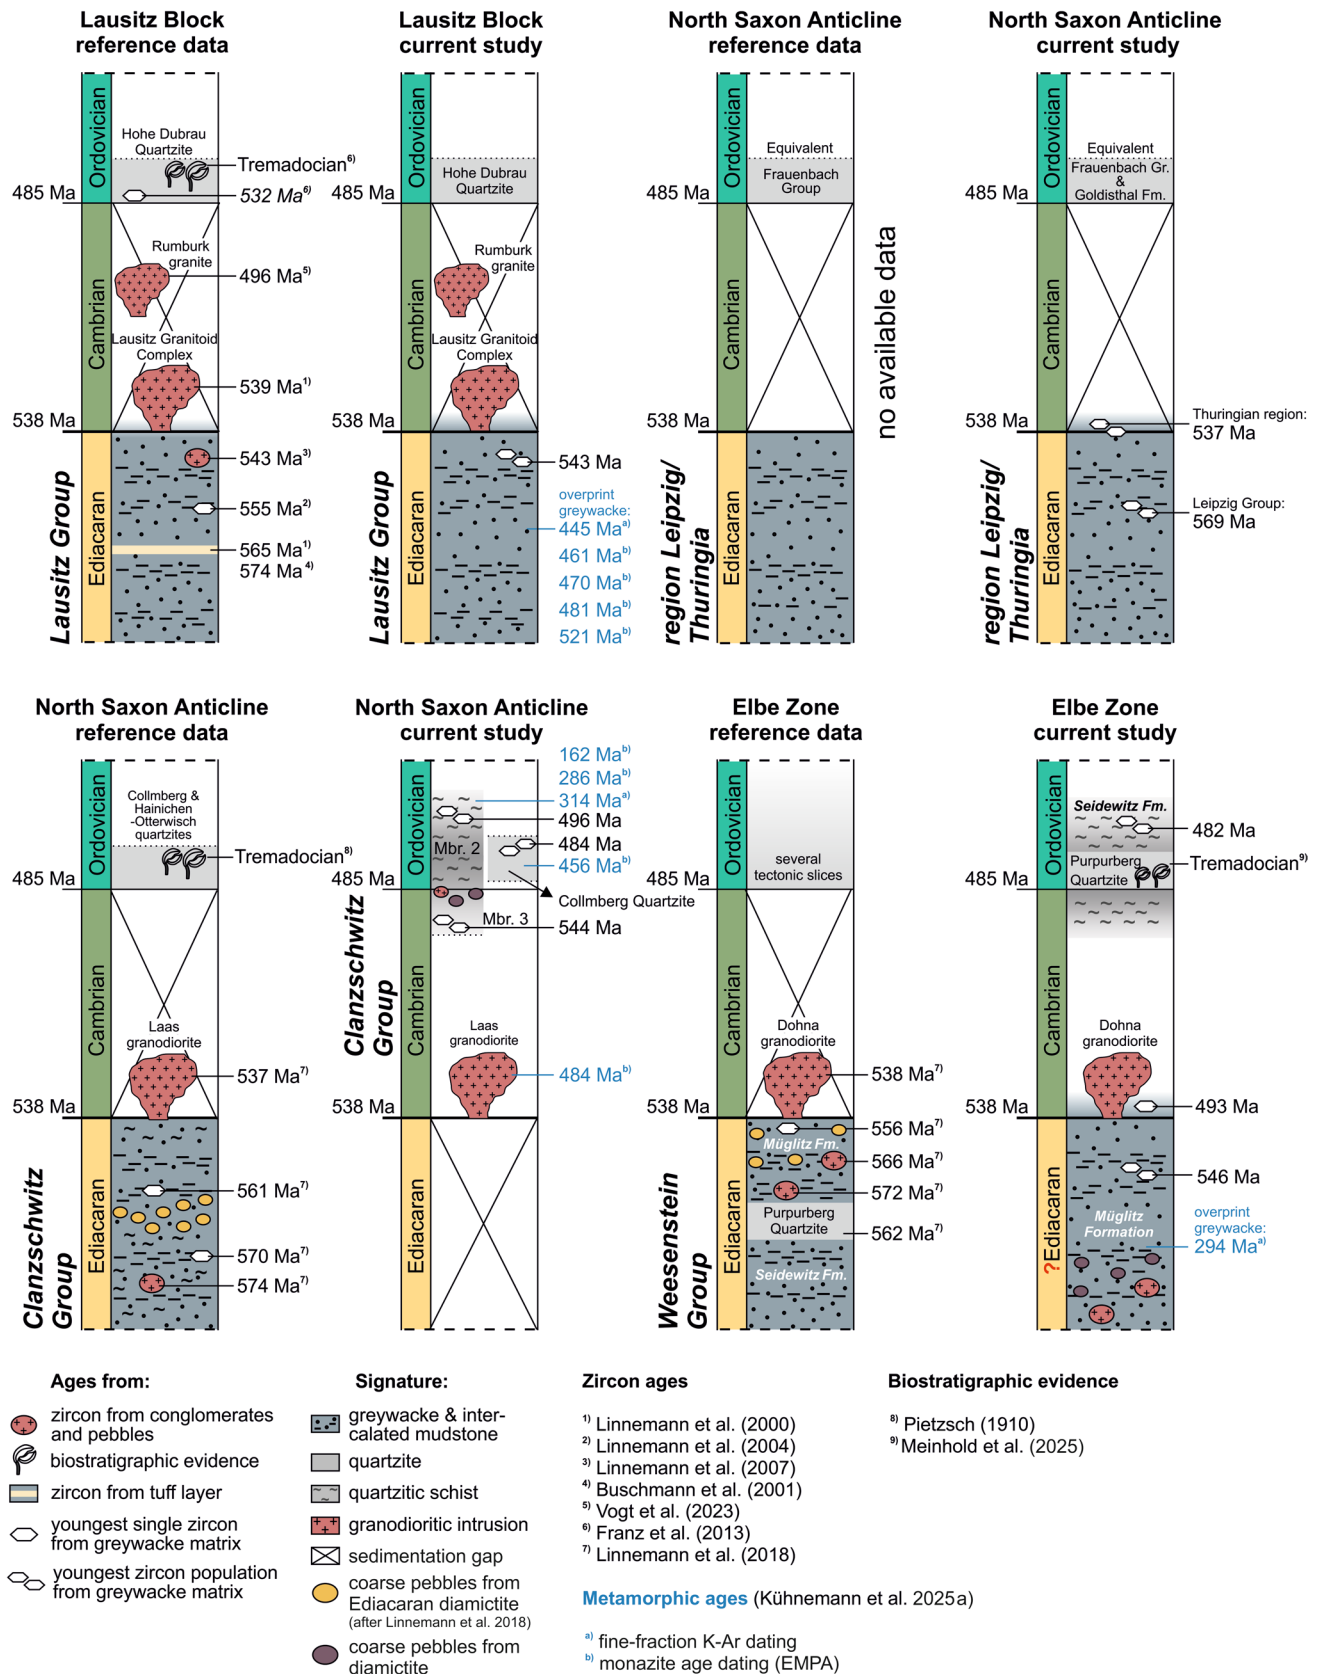 Lausitz Block
reference data
Lausitz Block
current study
North Saxon Anticline
reference data
North Saxon Anticline
current study
Ordovician
Cambrian
Ediacaran
Lausitz Group
485 Ma
538 Ma
Hohe Dubrau
Quartzite
Tremadocian⁶⁾
532 Ma⁶⁾
Rumburk
granite
496 Ma⁵⁾
Lausitz Granitoid
Complex
539 Ma¹⁾
543 Ma³⁾
555 Ma²⁾
565 Ma¹⁾
574 Ma⁴⁾
Ordovician
Cambrian
Ediacaran
Lausitz Group
485 Ma
538 Ma
Hohe Dubrau
Quartzite
Rumburk
granite
Lausitz Granitoid
Complex
543 Ma
overprint
greywacke:
445 Ma ᵃ⁾
461 Ma ᵇ⁾
470 Ma ᵇ⁾
481 Ma ᵇ⁾
521 Ma ᵇ⁾
Ordovician
Cambrian
Ediacaran
region Leipzig/
Thuringia
485 Ma
538 Ma
Equivalent
Frauenbach
Group
no available data
Ordovician
Cambrian
Ediacaran
region Leipzig/
Thuringia
485 Ma
538 Ma
Equivalent
Frauenbach Gr.
&
Goldisthal Fm.
Thuringian region:
537 Ma
Leipzig Group:
569 Ma
North Saxon Anticline
reference data
North Saxon Anticline
current study
Elbe Zone
reference data
Elbe Zone
current study
Ordovician
Cambrian
Ediacaran
Clanzschwitz
Group
485 Ma
538 Ma
Collmberg &
Hainichen
-Otterwisch
quartzites
Tremadocian⁸⁾
Laas
granodiorite
537 Ma⁷⁾
561 Ma⁷⁾
570 Ma⁷⁾
574 Ma⁷⁾
Ordovician
Cambrian
Ediacaran
Clanzschwitz
Group
485 Ma
538 Ma
162 Ma ᵇ⁾
286 Ma ᵇ⁾
314 Ma ᵃ⁾
496 Ma
484 Ma
Mbr. 2
456 Ma ᵇ⁾
Collmberg Quartzite
Mbr. 3
544 Ma
Laas
granodiorite
484 Ma ᵇ⁾
Ordovician
Cambrian
Ediacaran
Weesenstein
Group
485 Ma
538 Ma
several
tectonic slices
Dohna
granodiorite
538 Ma⁷⁾
556 Ma⁷⁾
Müglitz Fm.
566 Ma⁷⁾
572 Ma⁷⁾
Purpurberg
Quartzite
562 Ma⁷⁾
Seidewitz Fm.
Ordovician
Cambrian
?Ediacaran
485 Ma
538 Ma
Seidewitz Fm.
482 Ma
Purpurberg
Quartzite
Tremadocian⁹⁾
Dohna
granodiorite
493 Ma
546 Ma
Müglitz
Formation
overprint
greywacke:
294 Ma ᵃ⁾
Ages from:
zircon from conglomerates
and pebbles
biostratigraphic evidence
zircon from tuff layer
youngest single zircon
from greywacke matrix
youngest zircon population
from greywacke matrix
Signature:
greywacke & inter-
calated mudstone
quartzite
quartzitic schist
granodioritic intrusion
sedimentation gap
coarse pebbles from
Ediacaran diamictite
(after Linnemann et al. 2018)
coarse pebbles from
diamictite
Zircon ages
¹⁾ Linnemann et al. (2000)
²⁾ Linnemann et al. (2004)
³⁾ Linnemann et al. (2007)
⁴⁾ Buschmann et al. (2001)
⁵⁾ Vogt et al. (2023)
⁶⁾ Franz et al. (2013)
⁷⁾ Linnemann et al. (2018)
Metamorphic ages (Kühnemann et al. 2025a)
ᵃ⁾ fine-fraction K-Ar dating
ᵇ⁾ monazite age dating (EMPA)
Biostratigraphic evidence
⁸⁾ Pietzsch (1910)
⁹⁾ Meinhold et al. (2025)